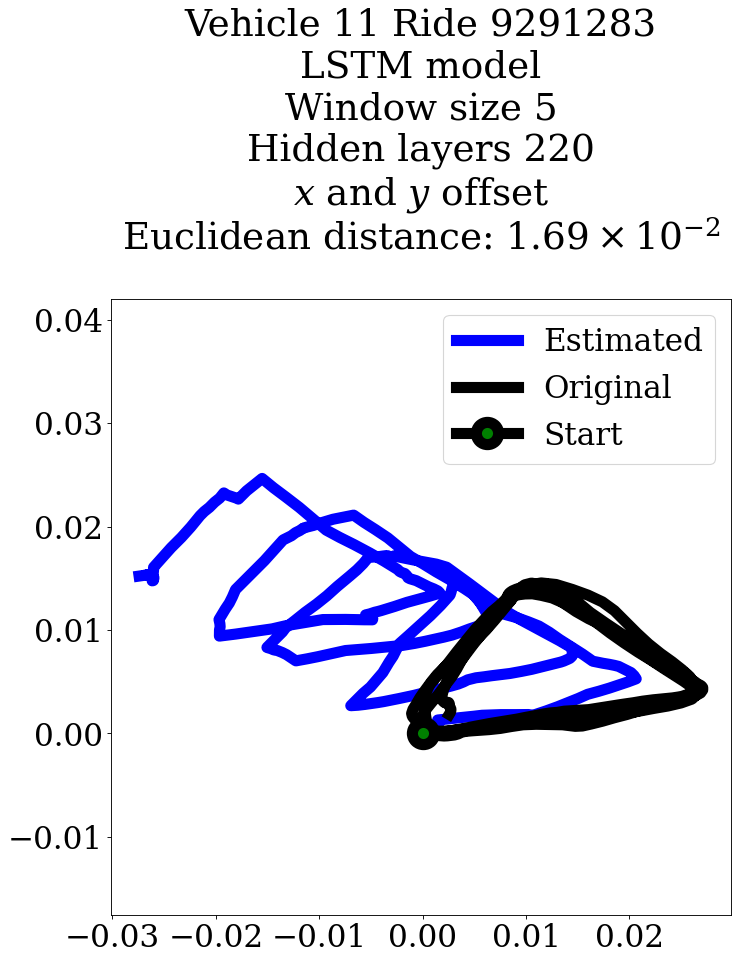 Vehicle 11 Ride 9291283
LSTM model
Window size 5
Hidden layers 220
x and y offset
Euclidean distance: 1.69 × 10⁻²
Estimated
Original
Start
0.04
0.03
0.02
0.01
0.00
−0.01
−0.03 −0.02 −0.01 0.00 0.01 0.02